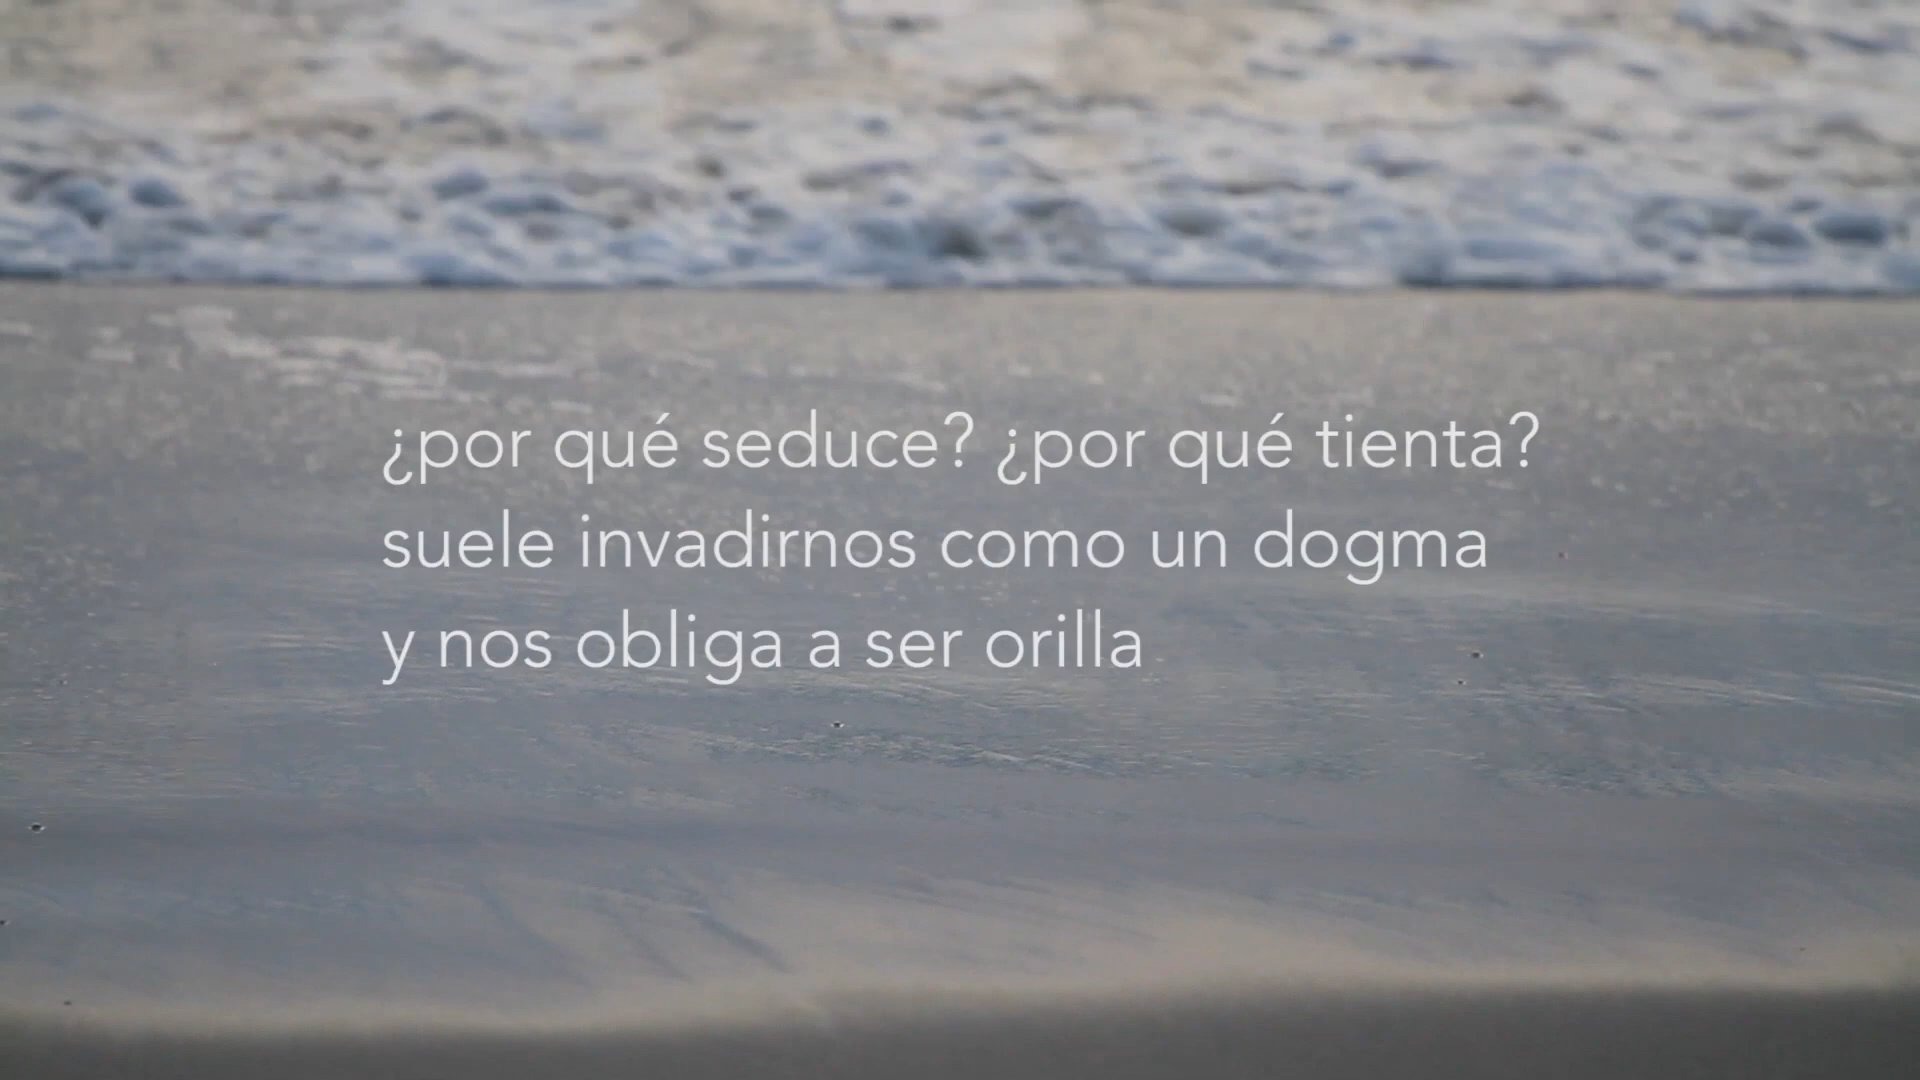 ¿por qué seduce? ¿por qué tienta?
suele invadirnos como un dogma
y nos obliga a ser orilla